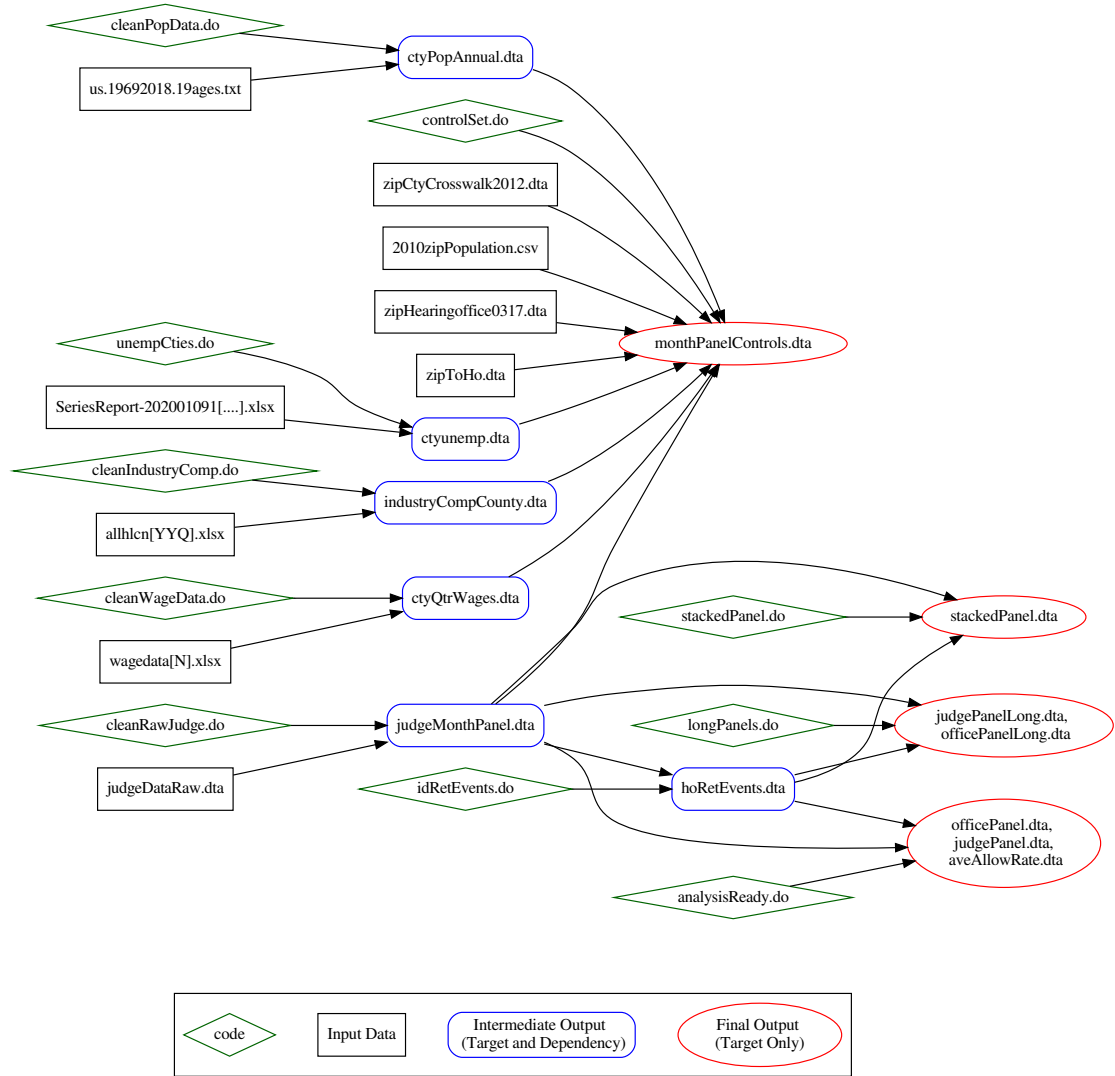 cleanPopData.do
ctyPopAnnual.dta
us.19692018.19ages.txt
controlSet.do
zipCtyCrosswalk2012.dta
2010zipPopulation.csv
zipHearingoffice0317.dta
unempCties.do
monthPanelControls.dta
zipToHo.dta
SeriesReport-202001091[....].xlsx
ctyunemp.dta
cleanIndustryComp.do
industryCompCounty.dta
allhlcn[YYQ].xlsx
cleanWageData.do
ctyQtrWages.dta
stackedPanel.do
stackedPanel.dta
wagedata[N].xlsx
cleanRawJudge.do
judgeMonthPanel.dta
longPanels.do
judgePanelLong.dta,
officePanelLong.dta
judgeDataRaw.dta
idRetEvents.do
hoRetEvents.dta
officePanel.dta,
judgePanel.dta,
aveAllowRate.dta
analysisReady.do
code
Input Data
Intermediate Output
(Target and Dependency)
Final Output
(Target Only)